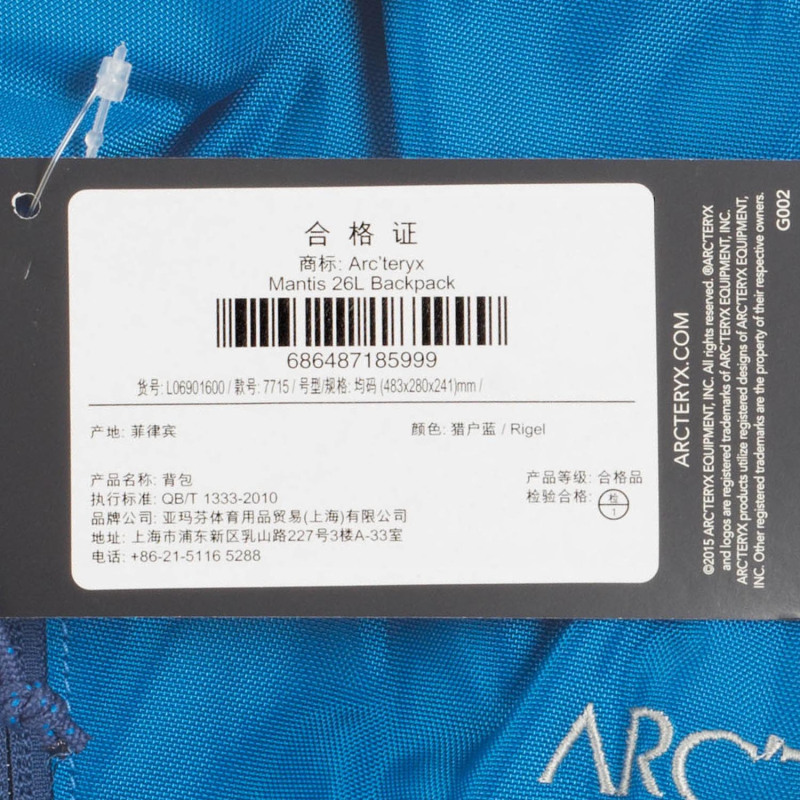 合格证
商标: Arc'teryx
Mantis 26L Backpack
686487185999
货号: L06901600 / 款号: 7715 / 号型/规格: 均码 (483x280x241)mm /
产地: 菲律宾
颜色: 猎户蓝 / Rigel
产品名称: 背包
执行标准: QB/T 1333-2010
品牌公司: 亚玛芬体育用品贸易(上海)有限公司
地址: 上海市浦东新区乳山路227号3楼A-33室
电话: +86-21-5116 5288
产品等级: 合格品
检验合格: 检 1
ARCTERYX.COM
©2015 ARC'TERYX EQUIPMENT, INC. All rights reserved. ®ARC'TERYX
and logos are registered trademarks of ARC'TERYX EQUIPMENT, INC.
ARC'TERYX products utilize registered designs of ARC'TERYX EQUIPMENT,
INC. Other registered trademarks are the property of their respective owners.
G002
ARC'